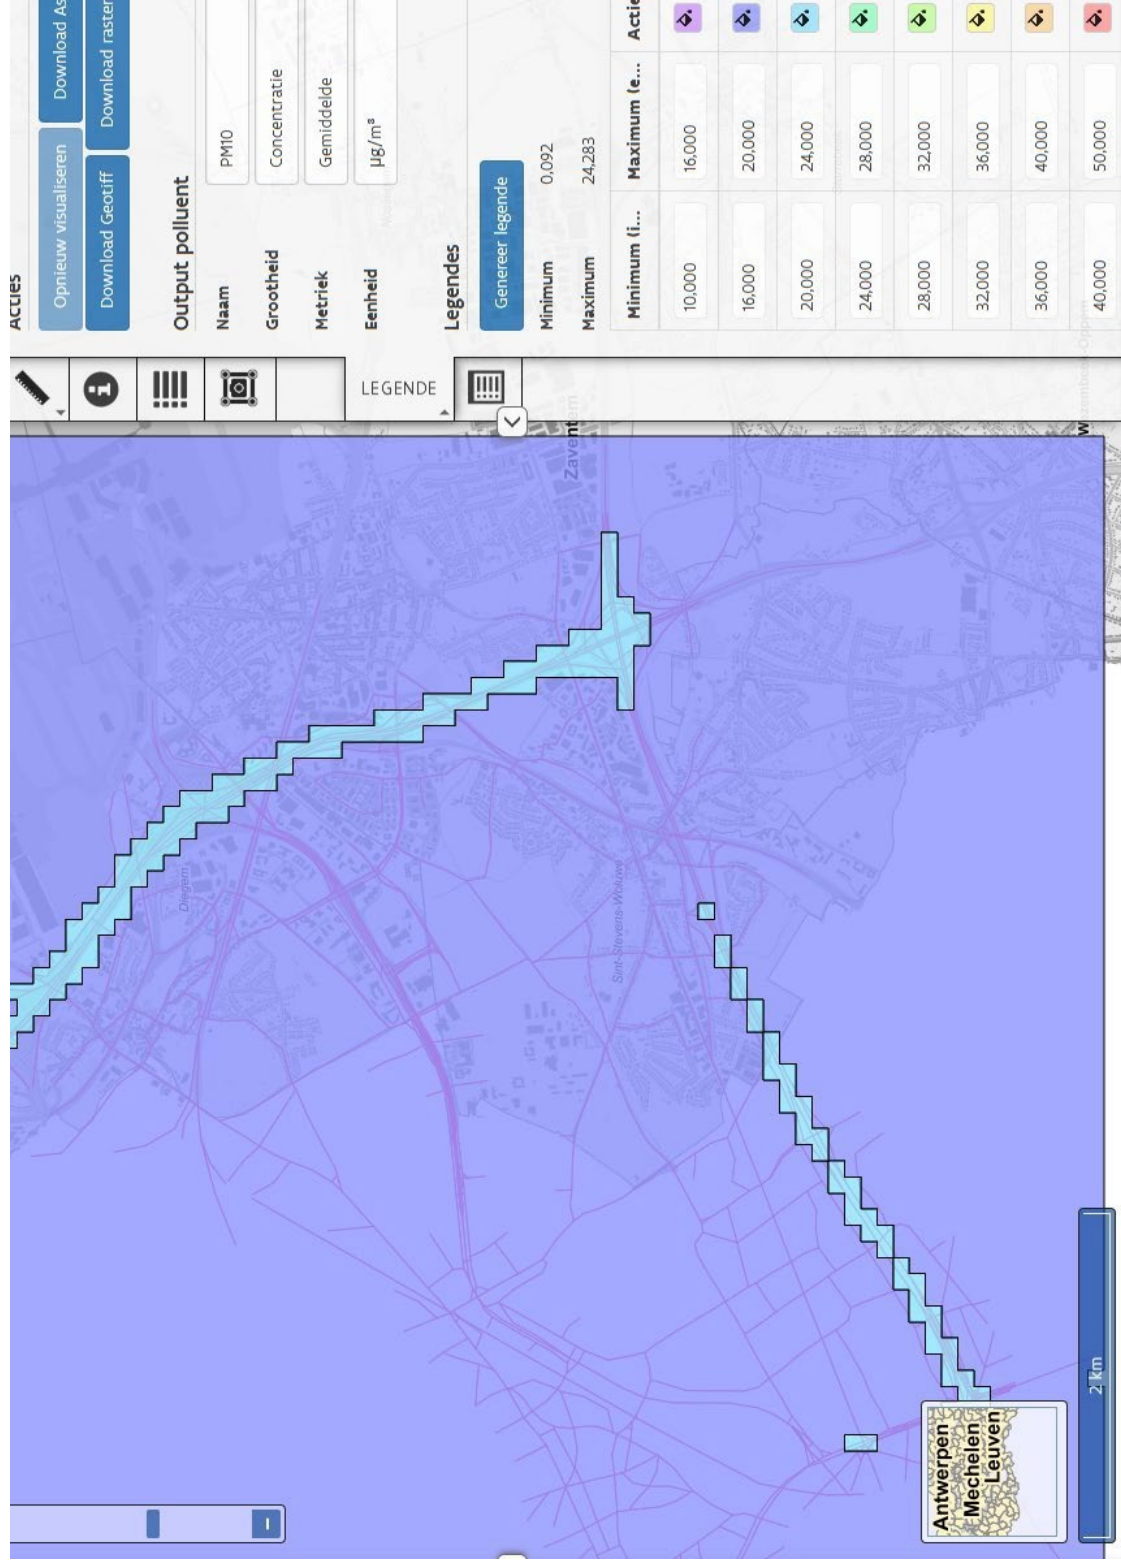 Acties
Opnieuw visualiseren
Download As
Download Geotiff
Download raster
Output polluent
Naam
PM10
Grootheid
Concentratie
Metriek
Gemiddelde
Eenheid
µg/m³
Legendes
Genereer legende
Minimum
0,092
Maximum
24,283
Minimum (i... Maximum (e... Actie
10,000 16,000
16,000 20,000
20,000 24,000
24,000 28,000
28,000 32,000
32,000 36,000
36,000 40,000
40,000 50,000
LEGENDE
Zavent
Diegem
Sint-Stevens-Woluwe
Antwerpen
Mechelen
Leuven
2 km